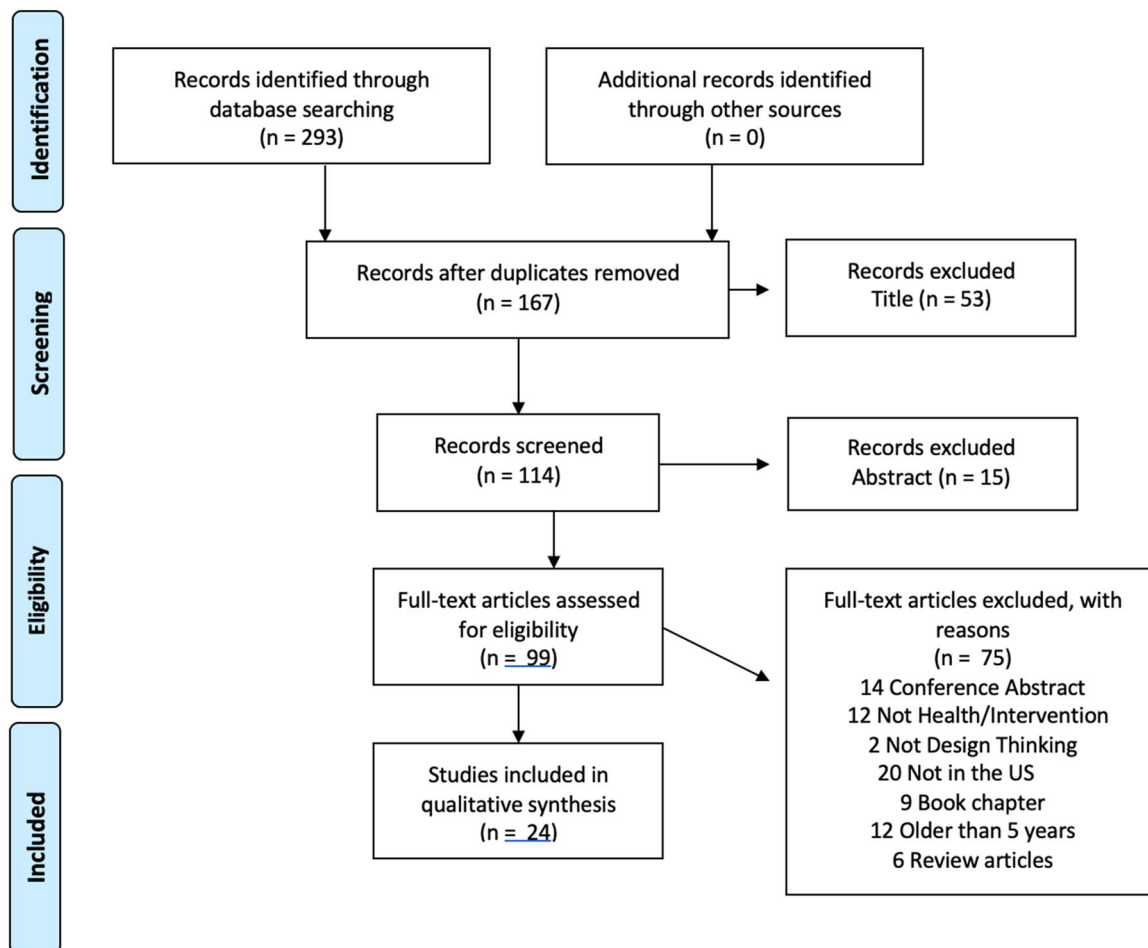 Identification
Records identified through
database searching
(n = 293)
Additional records identified
through other sources
(n = 0)
Screening
Records after duplicates removed
(n = 167)
Records excluded
Title (n = 53)
Records screened
(n = 114)
Records excluded
Abstract (n = 15)
Eligibility
Full-text articles assessed
for eligibility
(n = 99)
Full-text articles excluded, with
reasons
(n = 75)
14 Conference Abstract
12 Not Health/Intervention
2 Not Design Thinking
20 Not in the US
9 Book chapter
12 Older than 5 years
6 Review articles
Included
Studies included in
qualitative synthesis
(n = 24)